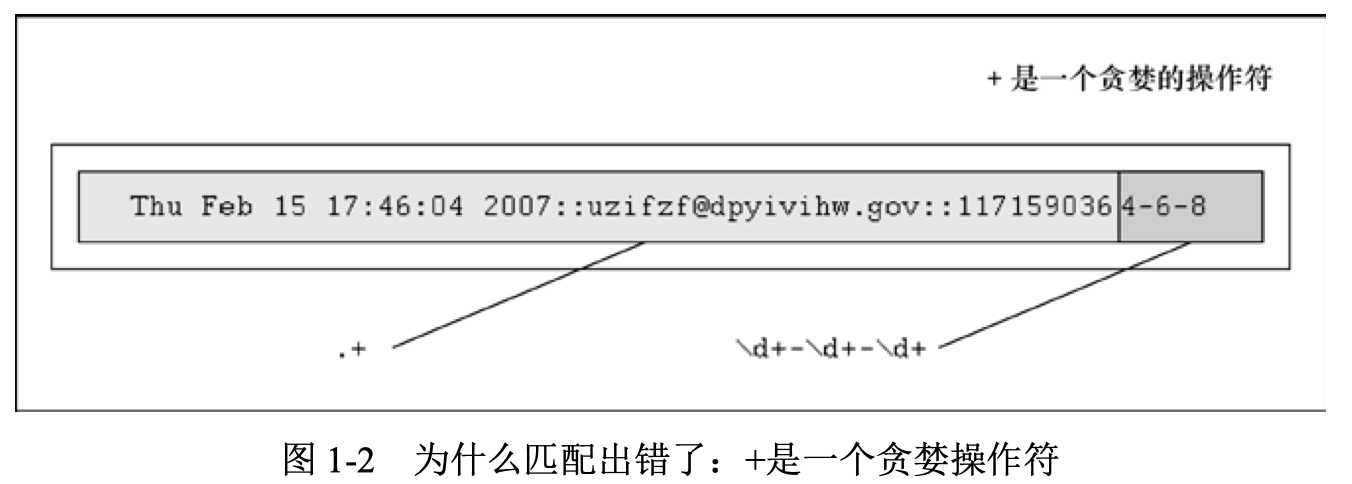 + 是一个贪婪的操作符
Thu Feb 15 17:46:04 2007::uzifzf@dpyivihw.gov::1171590364-6-8
.+
\d+-\d+-\d+
图 1-2 为什么匹配出错了：+是一个贪婪操作符